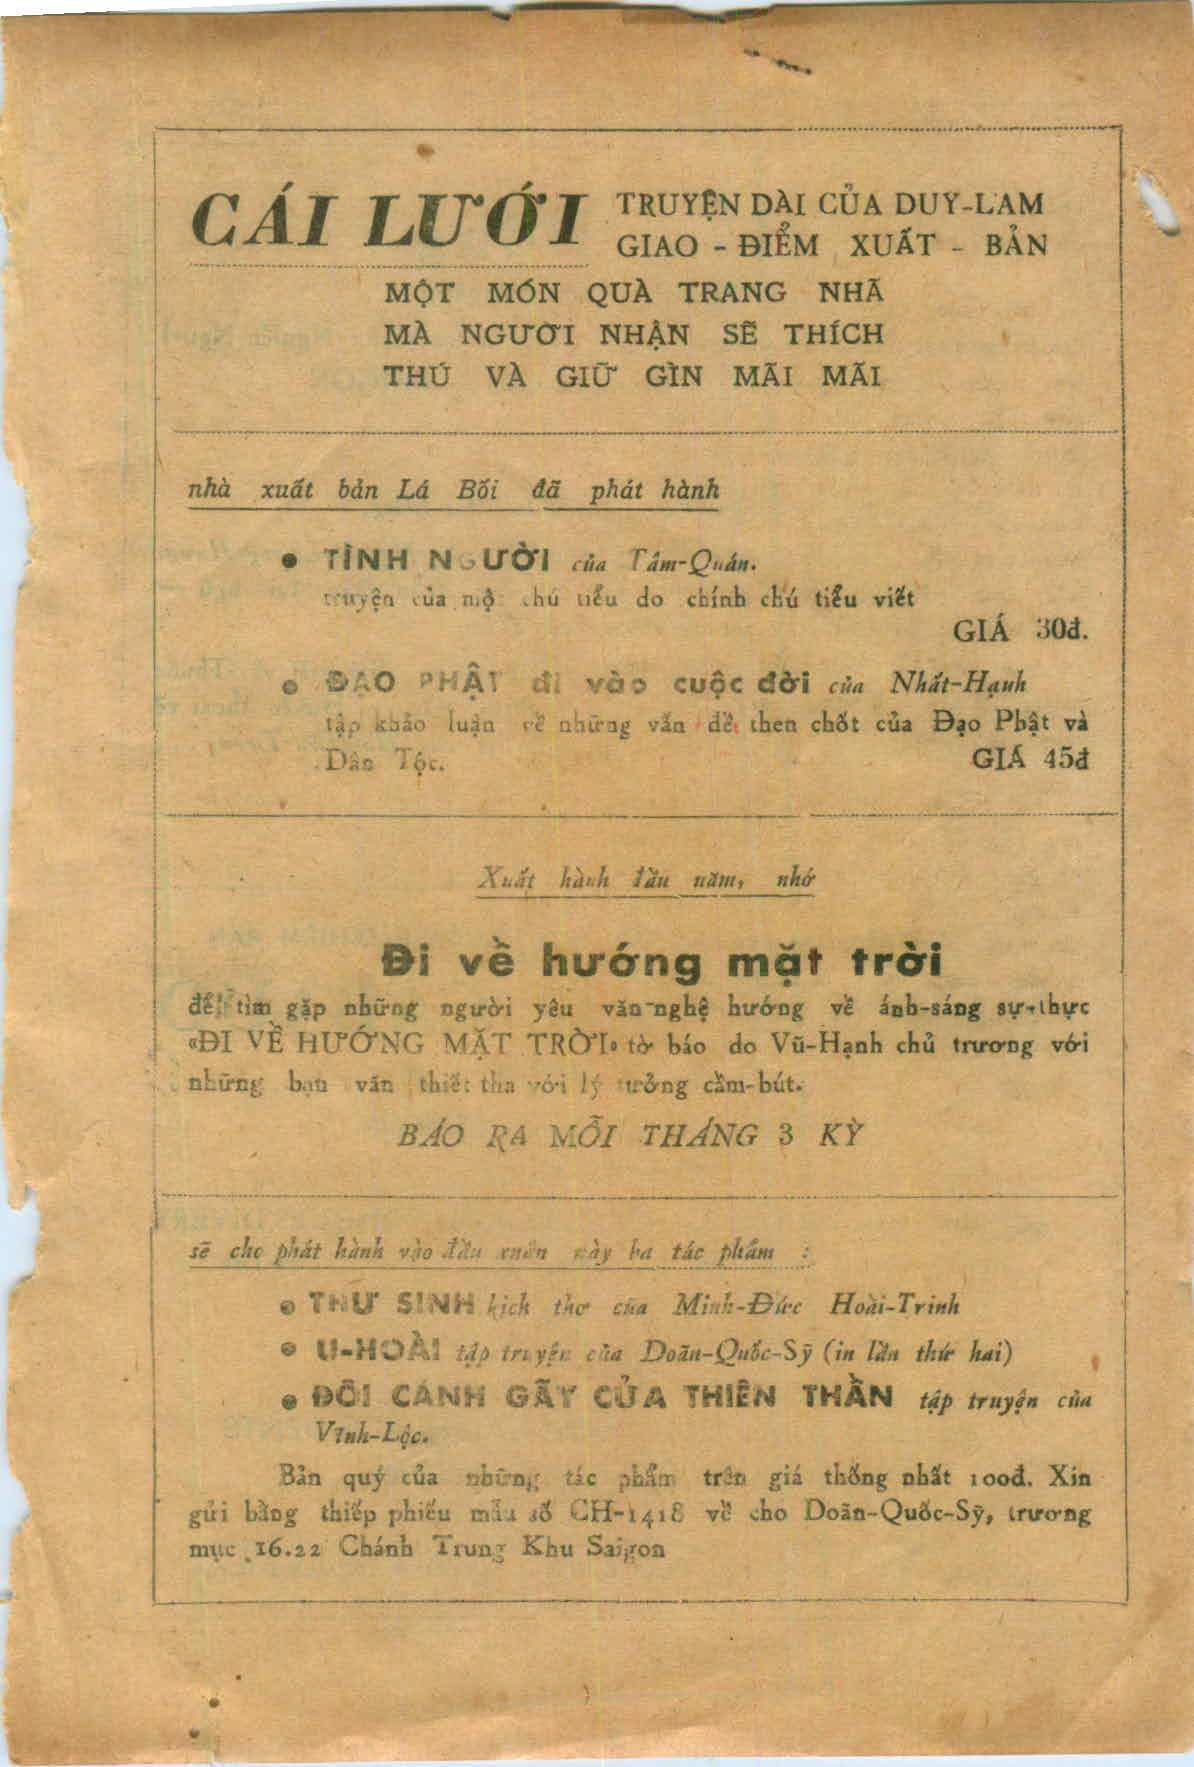 CÁI LƯỚI
TRUYỆN DÀI CỦA DUY-LAM
GIAO - ĐIỂM XUẤT - BẢN
MỘT MÓN QUÀ TRANG NHÃ
MÀ NGƯỜI NHẬN SẼ THÍCH
THÚ VÀ GIỮ GÌN MÃI MÃI
nhà xuất bản Lá Bối đã phát hành
● TÌNH NGƯỜI của Tâm-Quán.
truyện của một chú tiểu do chính chú tiểu viết
GIÁ 30đ.
● ĐẠO PHẬT đi vào cuộc đời của Nhất-Hạnh
tập khảo luận về những vấn đề then chốt của Đạo Phật và
Dân Tộc. GIÁ 45đ
Xuất hành đầu năm, nhớ
Đi về hướng mặt trời
để tìm gặp những người yêu văn-nghệ hướng về ánh-sáng sự-thực
«ĐI VỀ HƯỚNG MẶT TRỜI» tờ báo do Vũ-Hạnh chủ trương với
những bạn văn thiết tha với lý tưởng cầm-bút.
BÁO RA MỖI THÁNG 3 KỲ
sẽ cho phát hành vào đầu xuân này ba tác phẩm :
● THƯ SINH kịch thơ của Minh-Đức Hoài-Trinh
● U-HOÀI tập truyện của Doãn-Quốc-Sỹ (in lần thứ hai)
● ĐÔI CÁNH GÃY CỬA THIÊN THẦN tập truyện của
Vĩnh-Lộc.
Bản quý của những tác phẩm trên giá thống nhất 100đ. Xin
gửi bằng thiếp phiếu mẫu số CH-1418 về cho Doãn-Quốc-Sỹ, trương
mục 16.22 Chánh Trung Khu Saigon